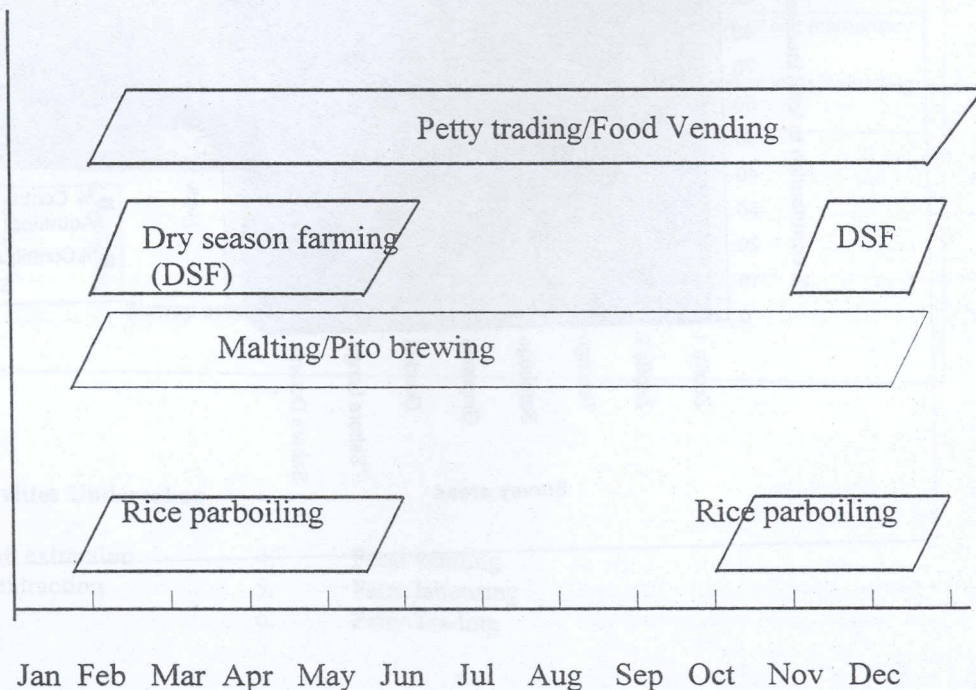 Petty trading/Food Vending
Dry season farming
(DSF)
DSF
Malting/Pito brewing
Rice parboiling
Rice parboiling
Jan Feb Mar Apr May Jun Jul Aug Sep Oct Nov Dec